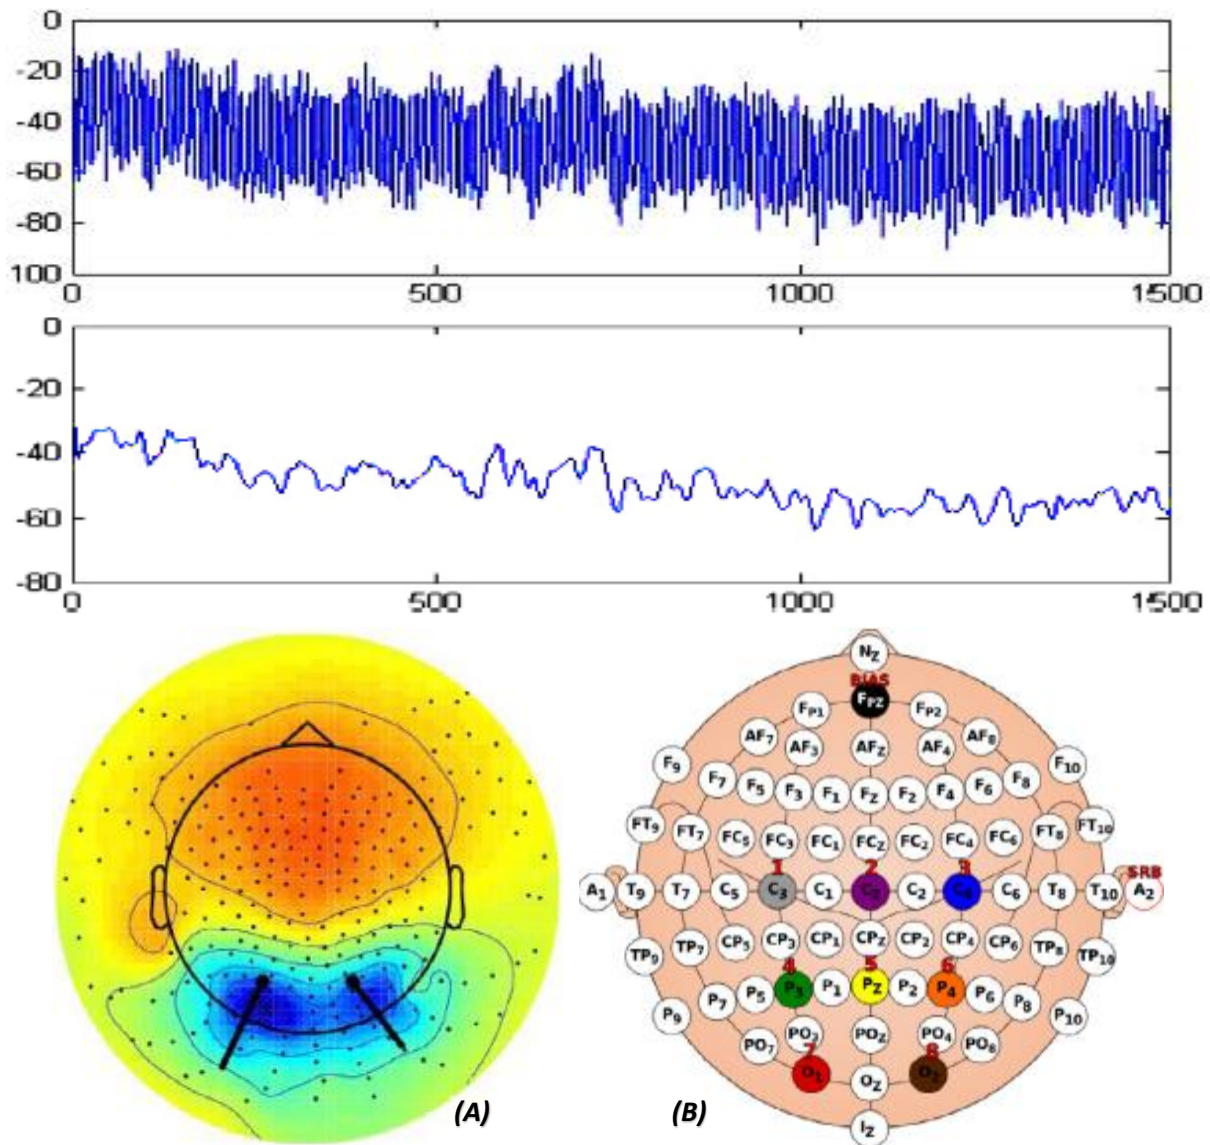 0
-20
-40
-60
-80
100
0 500 1000 1500
0
-20
-40
-60
-80
0 500 1000 1500
NZ
BIAS
FP1 FPZ FP2
AF7 AF3 AFZ AF4 AF8
F9 F7 F5 F3 F1 FZ F2 F4 F6 F8 F10
FT9 FT7 FC5 FC3 FC1 FCZ FC2 FC4 FC6 FT8 FT10
1 2 3 SRB
A1 T9 T7 C5 C3 C1 CZ C2 C4 C6 T8 T10 A2
TP9 TP7 CP5 CP3 CP1 CPZ CP2 CP4 CP6 TP8 TP10
4 5 6
P9 P7 P5 P3 P1 PZ P2 P4 P6 P8 P10
PO7 PO3 POZ PO4 PO8
7 8
O1 OZ O2
IZ
(A) (B)